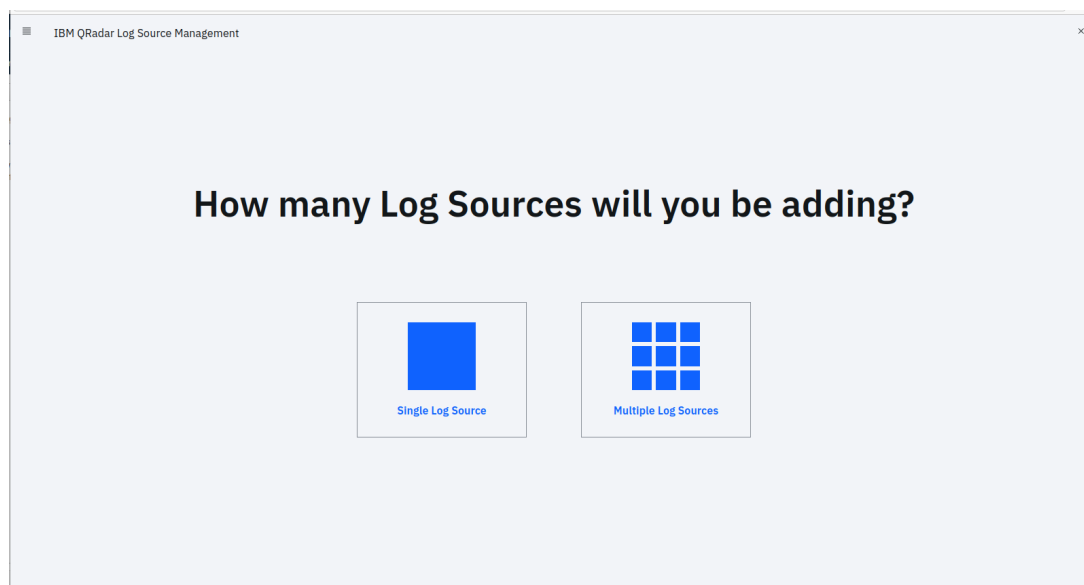 IBM QRadar Log Source Management
How many Log Sources will you be adding?
Single Log Source
Multiple Log Sources